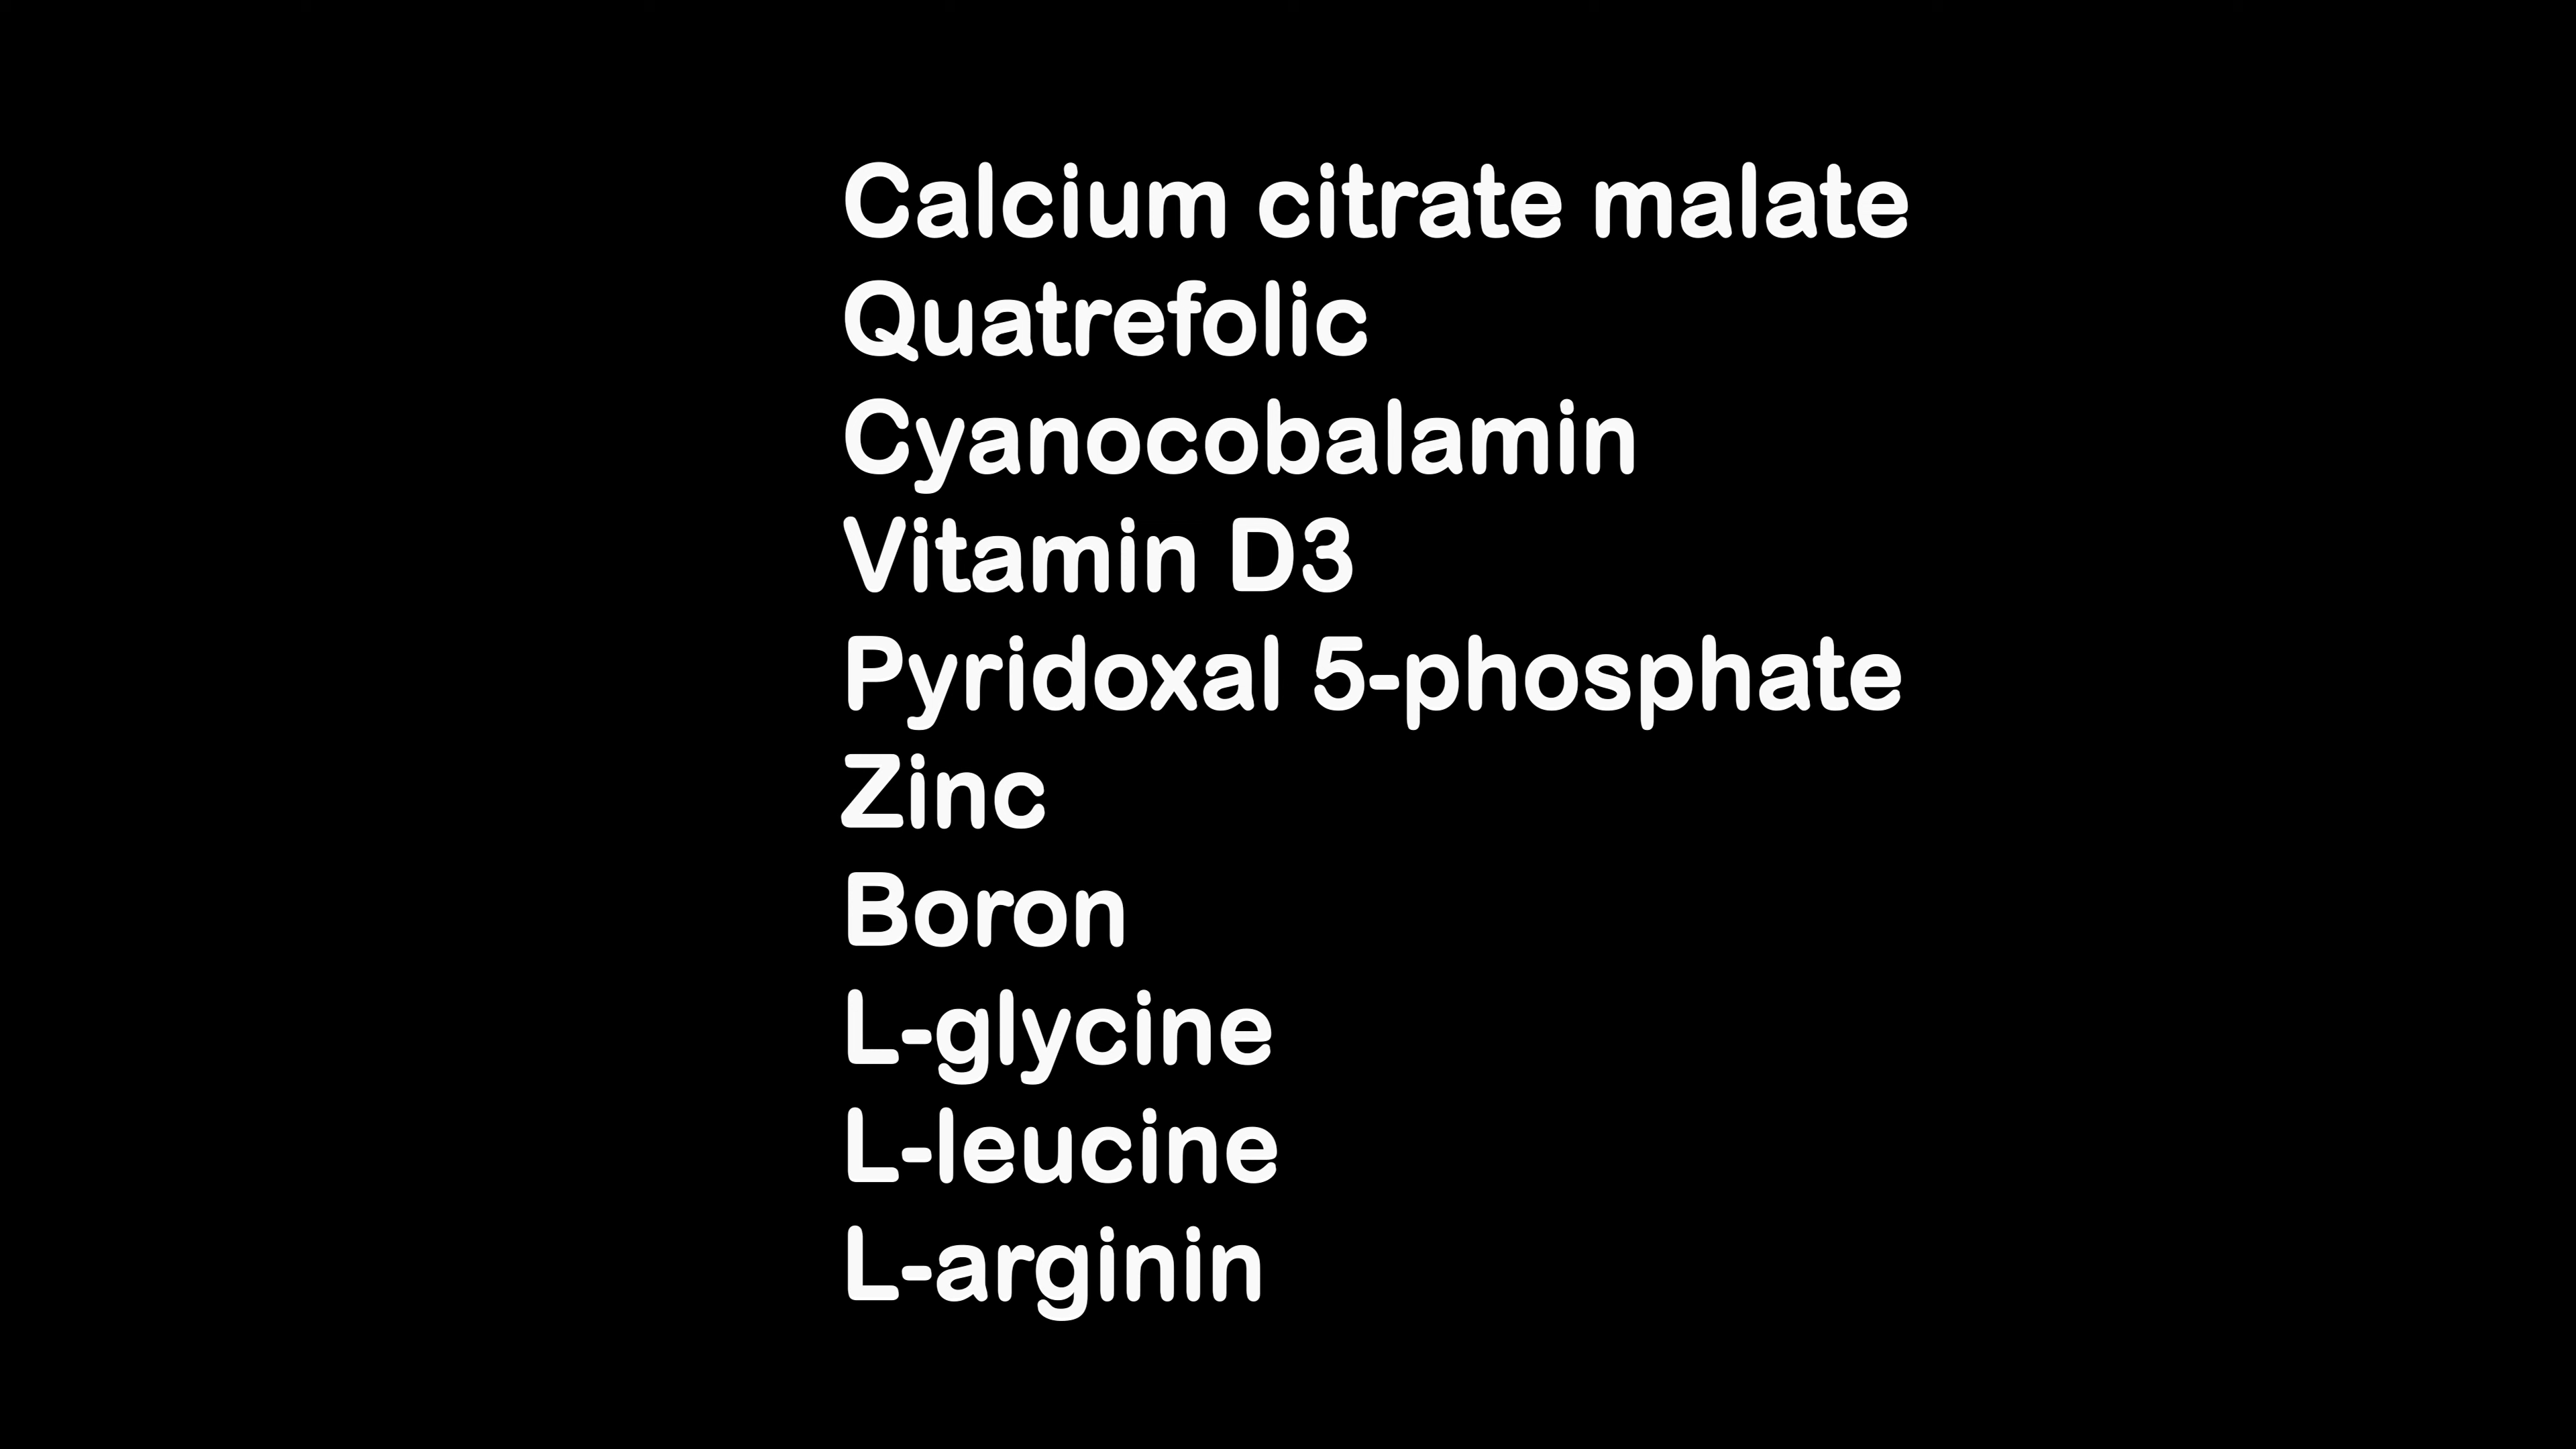 Calcium citrate malate
Quatrefolic
Cyanocobalamin
Vitamin D3
Pyridoxal 5-phosphate
Zinc
Boron
L-glycine
L-leucine
L-arginin